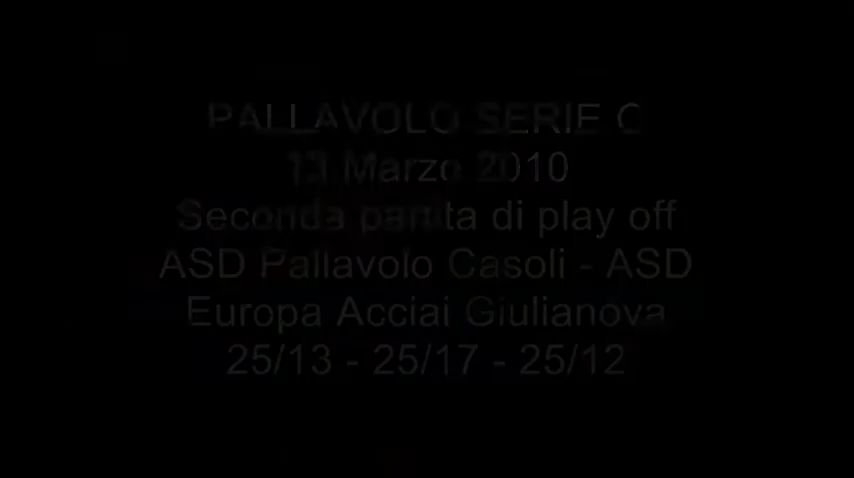 PALLAVOLO SERIE C
13 Marzo 2010
Seconda partita di play off
ASD Pallavolo Casoli - ASD
Europa Acciai Giulianova
25/13 - 25/17 - 25/12